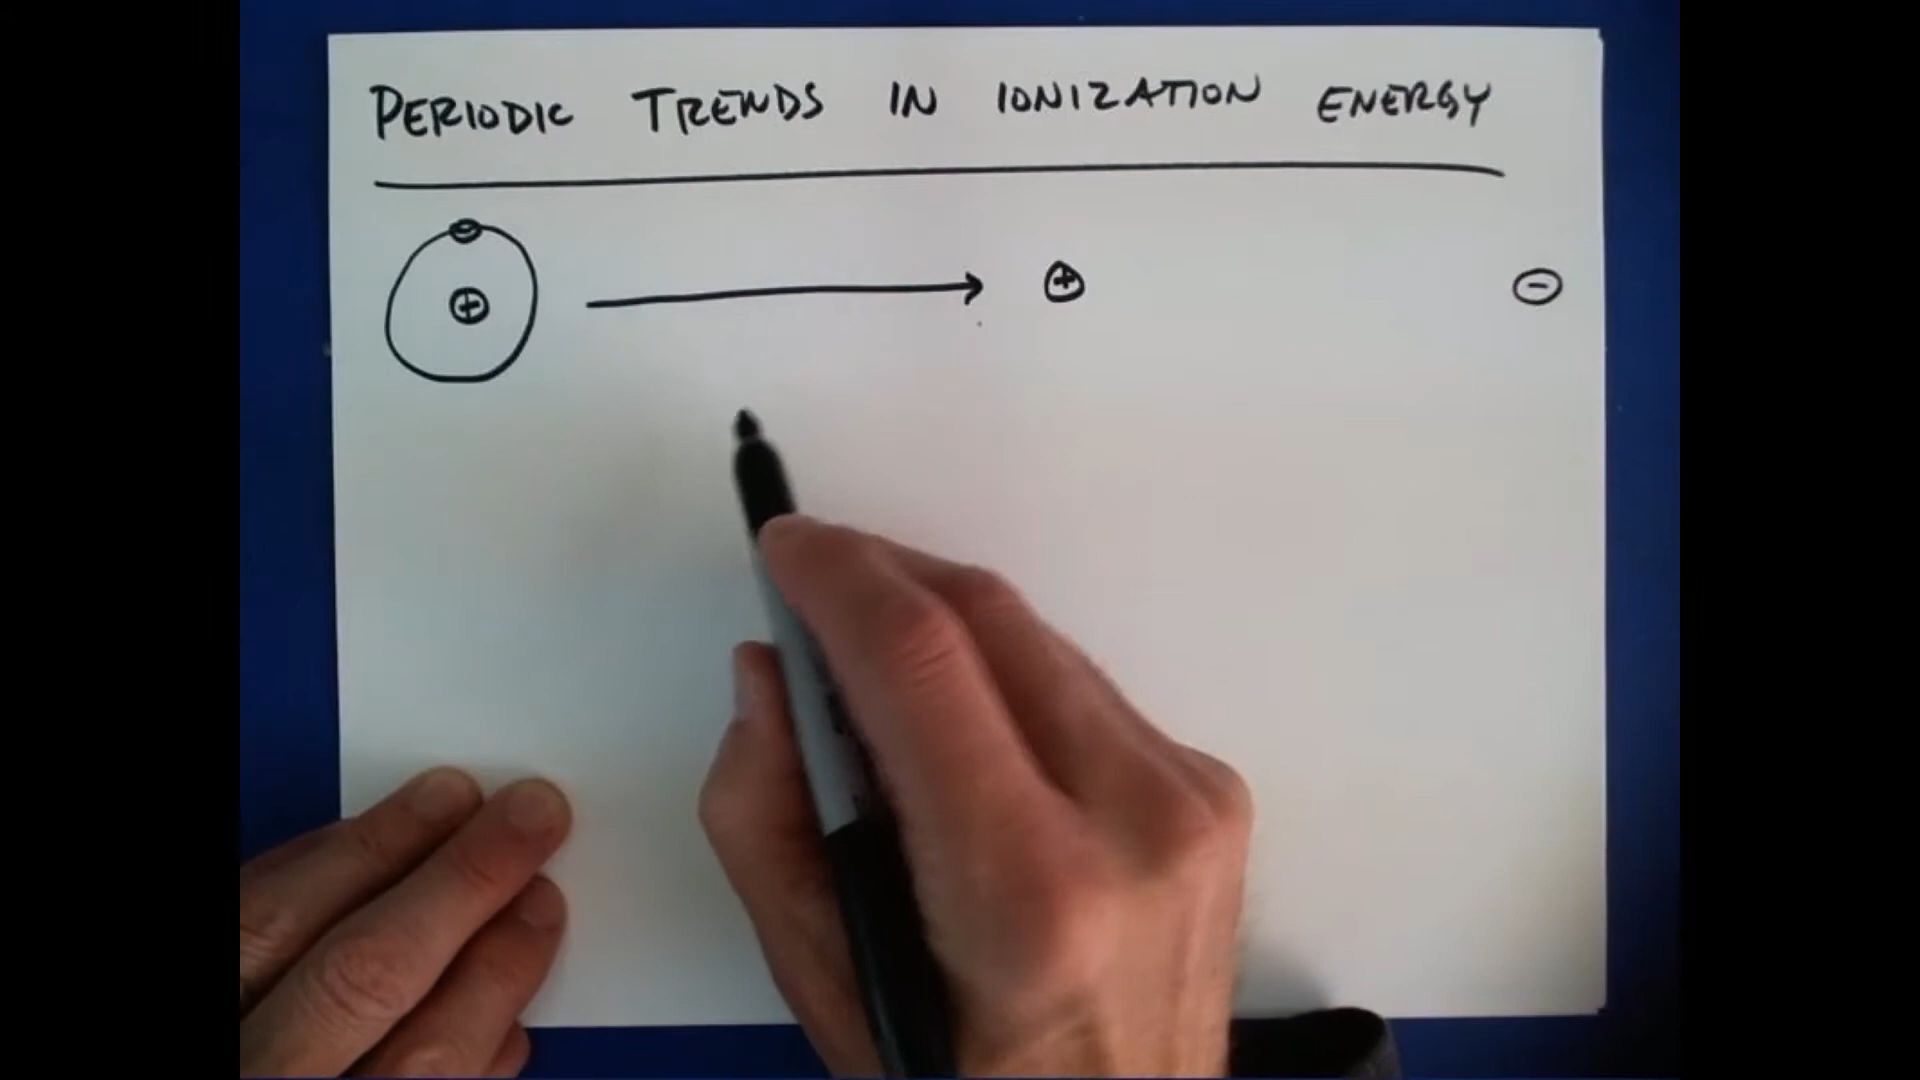 PERIODIC TRENDS IN IONIZATION ENERGY
- + + -